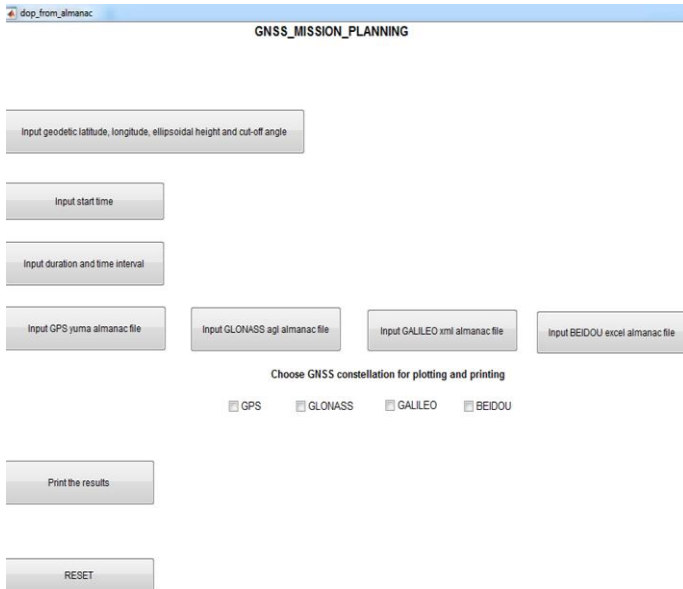 dop_from_almanac
GNSS_MISSION_PLANNING
Input geodetic latitude, longitude, ellipsoidal height and cut-off angle
Input start time
Input duration and time interval
Input GPS yuma almanac file
Input GLONASS agl almanac file
Input GALILEO xml almanac file
Input BEIDOU excel almanac file
Choose GNSS constellation for plotting and printing
GPS
GLONASS
GALILEO
BEIDOU
Print the results
RESET